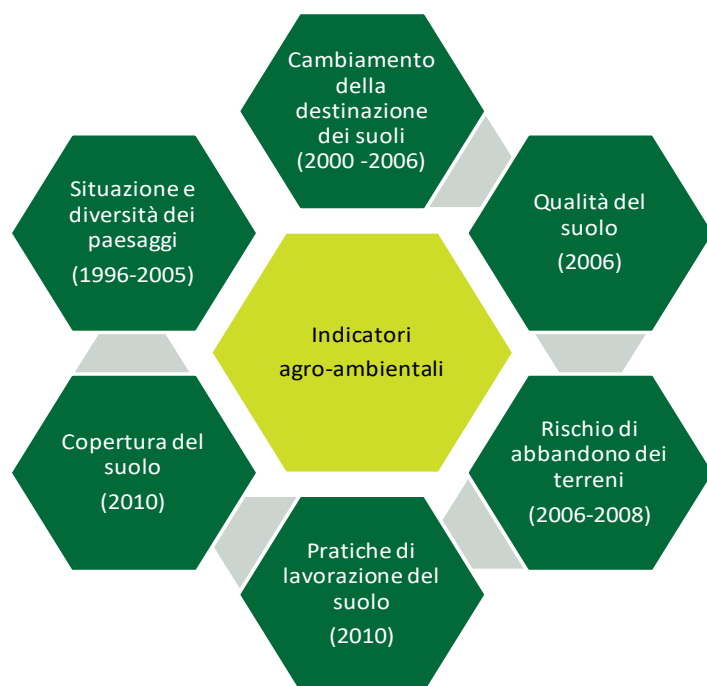 Cambiamento
della
destinazione
dei suoli
(2000 -2006)
Qualità del
suolo
(2006)
Rischio di
abbandono dei
terreni
(2006-2008)
Pratiche di
lavorazione del
suolo
(2010)
Copertura del
suolo
(2010)
Situazione e
diversità dei
paesaggi
(1996-2005)
Indicatori
agro-ambientali